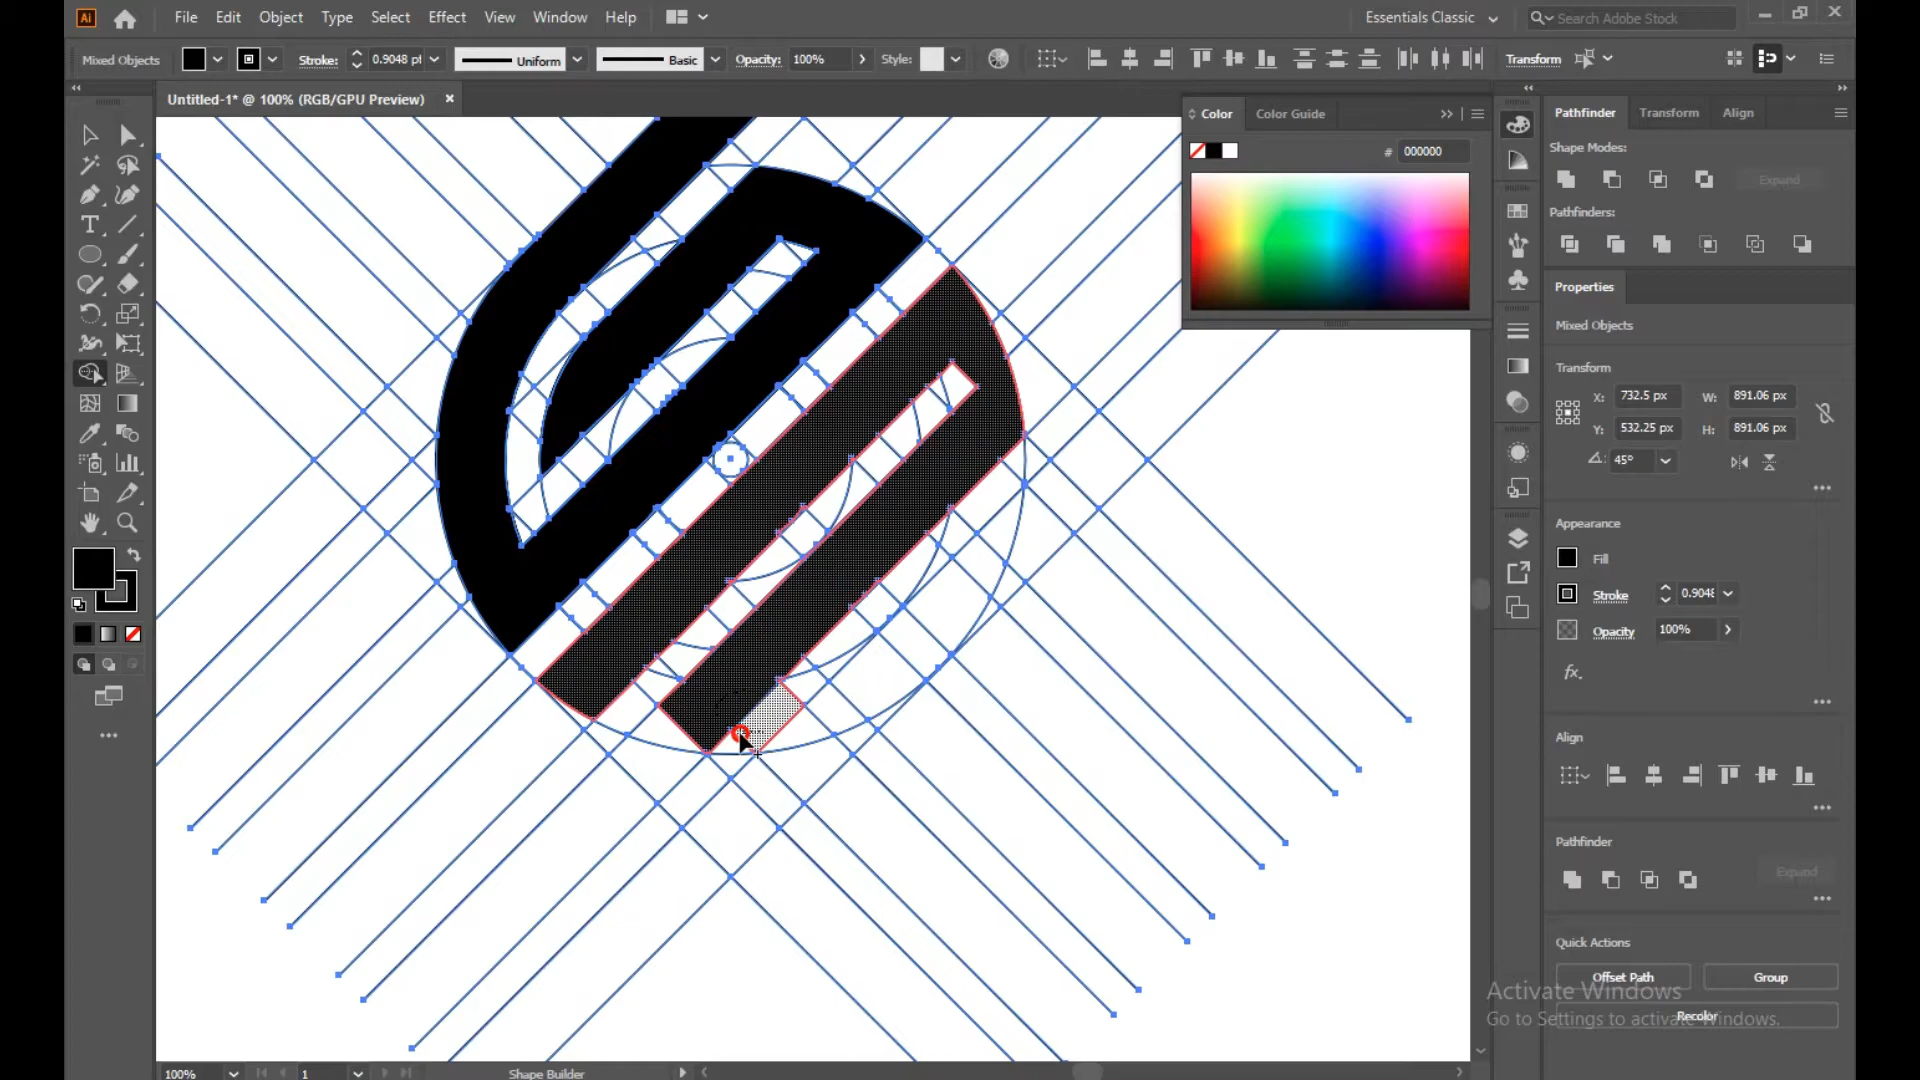 Ai File Edit Object Type Select Effect View Window Help Essentials Classic Search Adobe Stock
Mixed Objects Stroke: 0.9048 pt Uniform Basic Opacity: 100% Style: Transform
Untitled-1* @ 100% (RGB/GPU Preview) ×
Color Color Guide
# 000000
Pathfinder Transform Align
Shape Modes:
Expand
Pathfinders:
Properties
Mixed Objects
Transform
X: 732.5 px W: 891.06 px
Y: 532.25 px H: 891.06 px
45°
Appearance
Fill
Stroke 0.9048
Opacity 100%
fx.
Align
Pathfinder
Expand
Quick Actions
Offset Path Group
Recolor
Activate Windows
Go to Settings to activate Windows.
100% 1 Shape Builder